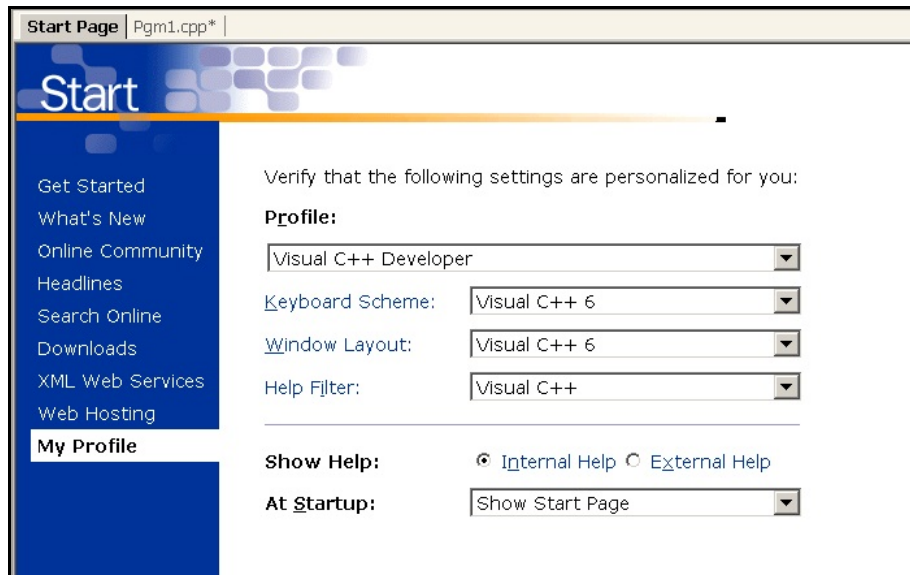 Start Page Pgm1.cpp*
Start
Get Started
What's New
Online Community
Headlines
Search Online
Downloads
XML Web Services
Web Hosting
My Profile
Verify that the following settings are personalized for you:
Profile:
Visual C++ Developer
Keyboard Scheme: Visual C++ 6
Window Layout: Visual C++ 6
Help Filter: Visual C++
Show Help: Internal Help External Help
At Startup: Show Start Page